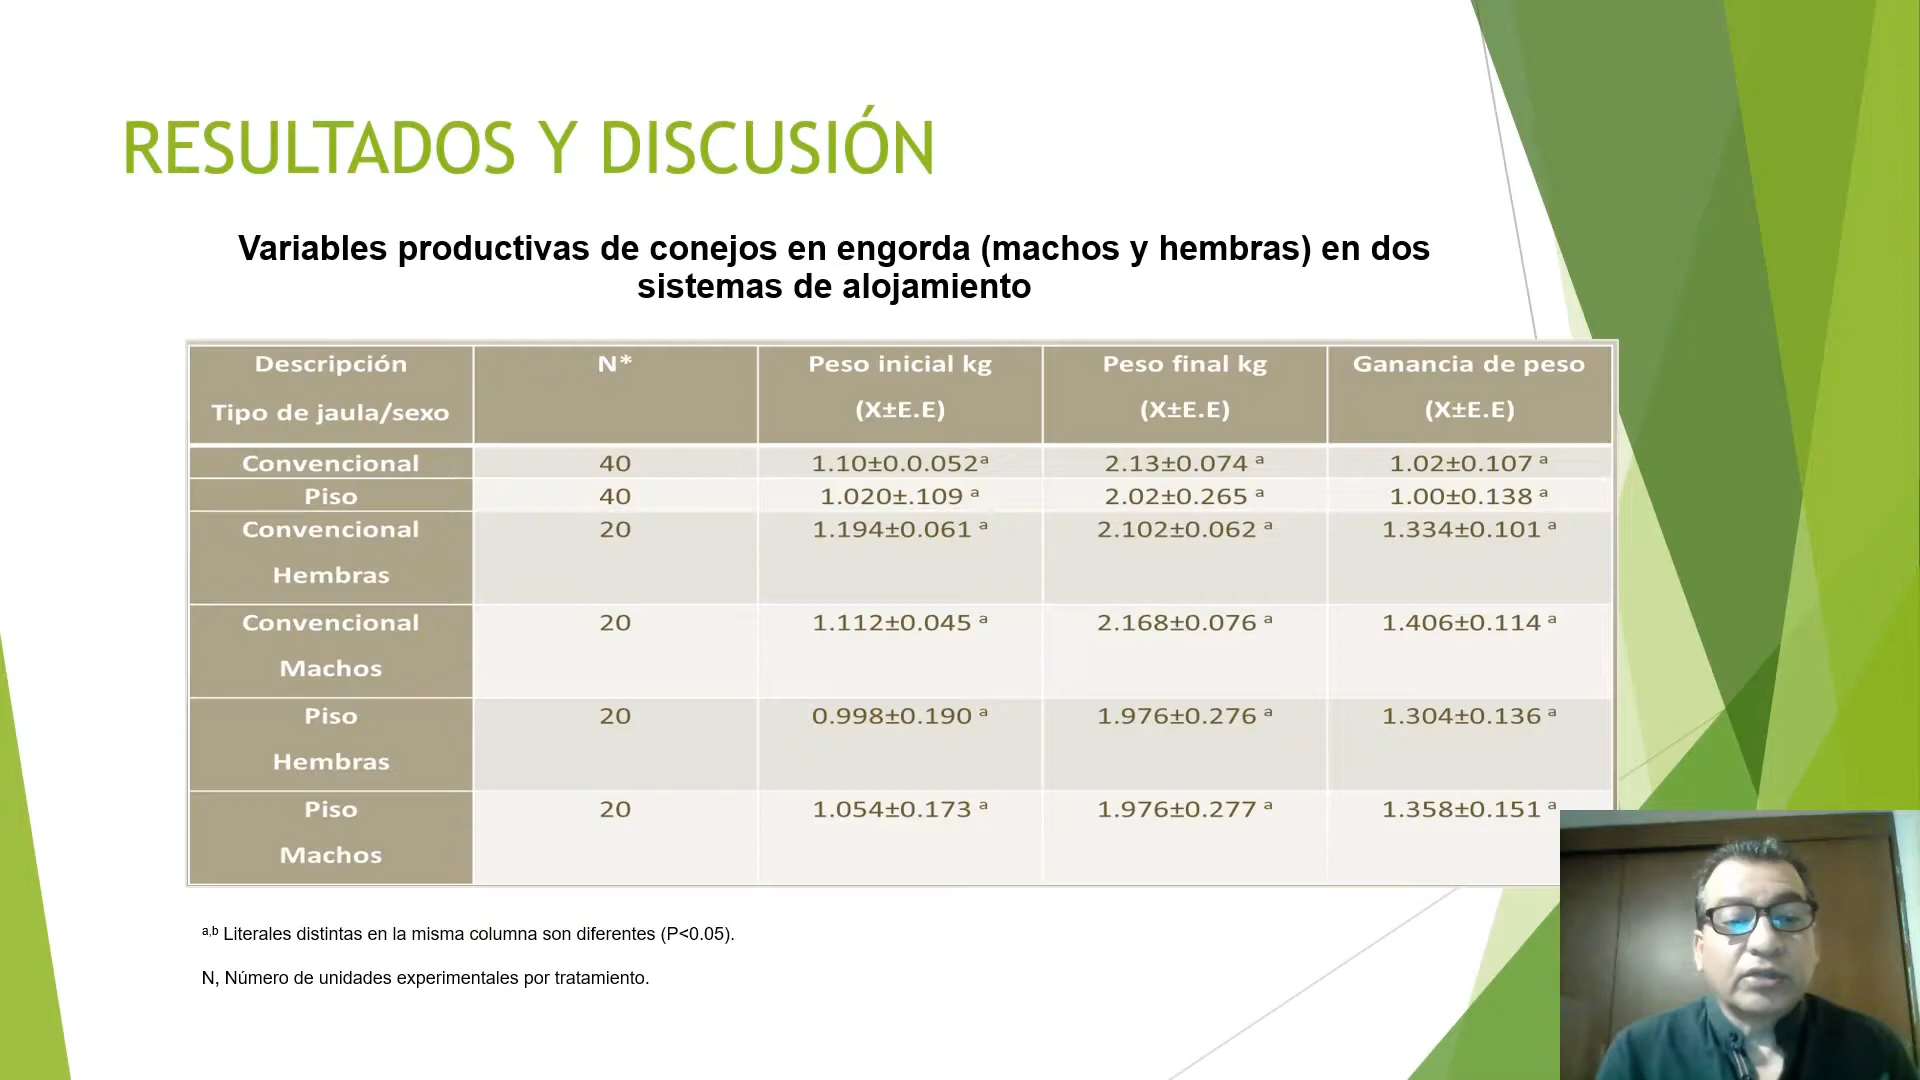 RESULTADOS Y DISCUSIÓN
Variables productivas de conejos en engorda (machos y hembras) en dos
sistemas de alojamiento
Descripción
Tipo de jaula/sexo
N*
Peso inicial kg
(X±E.E)
Peso final kg
(X±E.E)
Ganancia de peso
(X±E.E)
Convencional 40 1.10±0.0.052ᵃ 2.13±0.074 ᵃ 1.02±0.107 ᵃ
Piso 40 1.020±.109 ᵃ 2.02±0.265 ᵃ 1.00±0.138 ᵃ
Convencional 20 1.194±0.061 ᵃ 2.102±0.062 ᵃ 1.334±0.101 ᵃ
Hembras
Convencional 20 1.112±0.045 ᵃ 2.168±0.076 ᵃ 1.406±0.114 ᵃ
Machos
Piso 20 0.998±0.190 ᵃ 1.976±0.276 ᵃ 1.304±0.136 ᵃ
Hembras
Piso 20 1.054±0.173 ᵃ 1.976±0.277 ᵃ 1.358±0.151 ᵃ
Machos
ᵃ,ᵇ Literales distintas en la misma columna son diferentes (P<0.05).
N, Número de unidades experimentales por tratamiento.